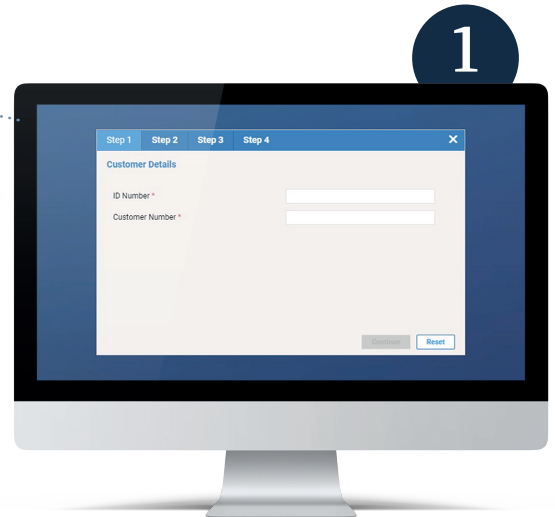 1
Step 1 Step 2 Step 3 Step 4 ✕
Customer Details
ID Number *
Customer Number *
Continue Reset